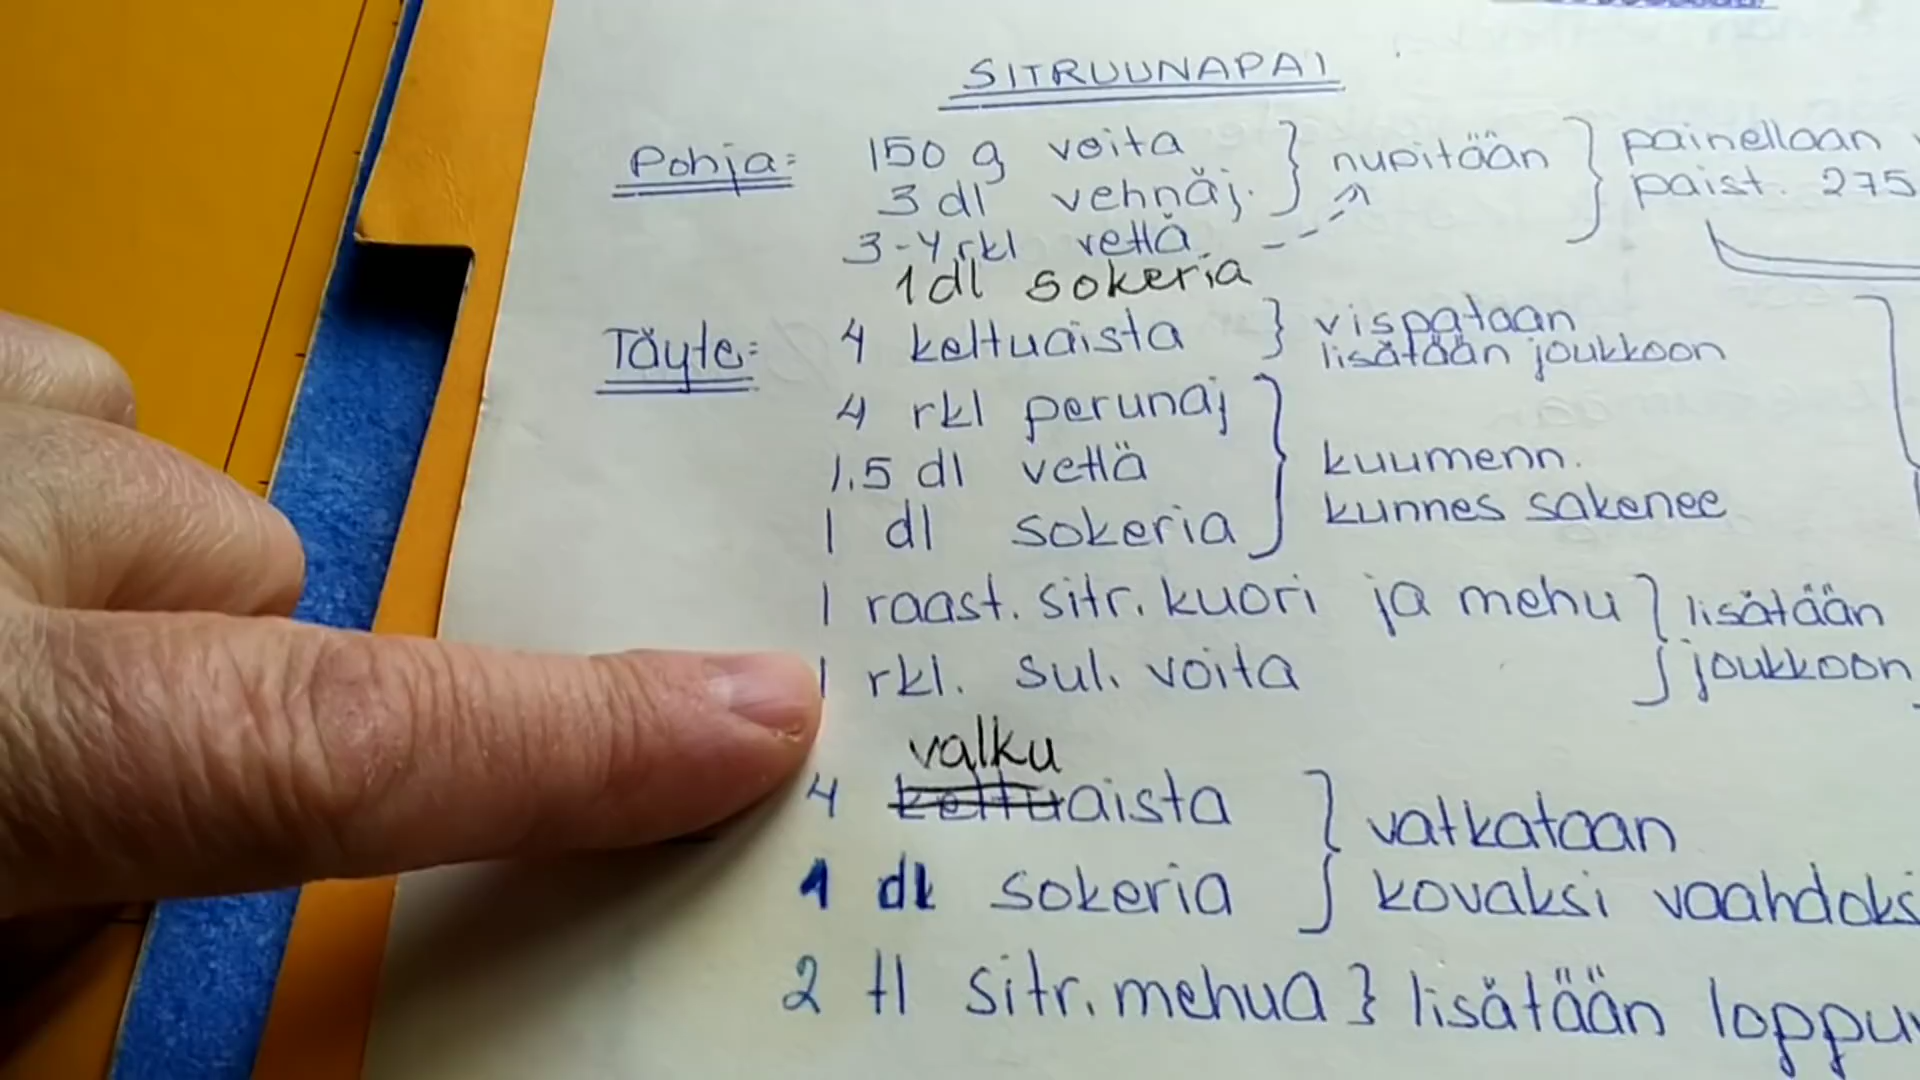 SITRUUNAPAI
Pohja: 150 g voita } nupitään } painellaan
3 dl vehnäj. paist. 275
3-4 rkl vettä
1 dl sokeria
Täyte: 4 keltuaista } vispataan
lisätään joukkoon
4 rkl perunaj
1,5 dl vettä } kuumenn.
1 dl sokeria kunnes sakenee
1 raast. sitr. kuori ja mehu } lisätään
1 rkl. sul. voita joukkoon
valku
4 keltuaista } vatkataan
1 dl sokeria kovaksi vaahdoksi
2 tl sitr. mehua } lisätään